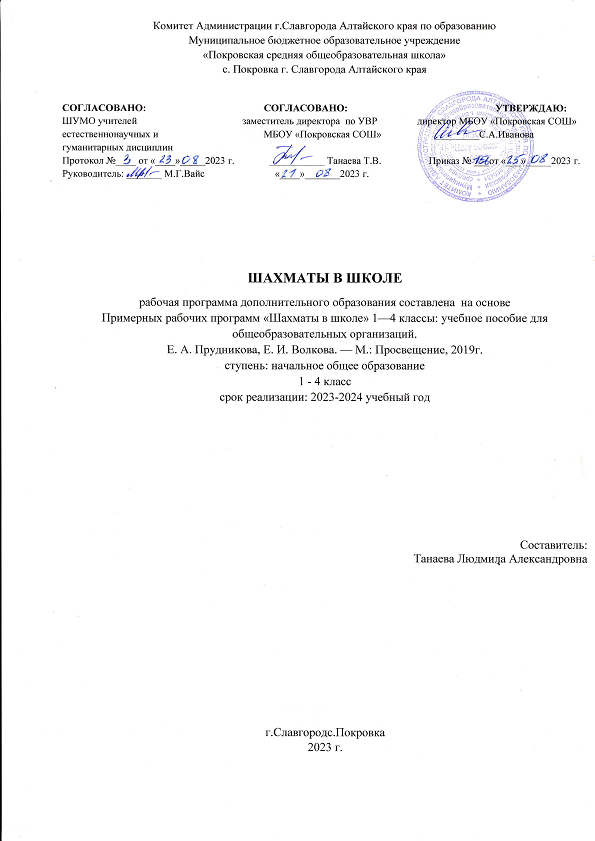 Комитет Администрации г.Славгорода Алтайского края по образованию
Муниципальное бюджетное образовательное учреждение
«Покровская средняя общеобразовательная школа»
с. Покровка г. Славгорода Алтайского края
СОГЛАСОВАНО:
ШУМО учителей
естественнонаучных и
гуманитарных дисциплин
Протокол № 3 от « 23 » 08 2023 г.
Руководитель: М.Г.Вайс
СОГЛАСОВАНО:
заместитель директора по УВР
МБОУ «Покровская СОШ»
Танаева Т.В.
« 21 » 08 2023 г.
УТВЕРЖДАЮ:
директор МБОУ «Покровская СОШ»
С.А.Иванова
Приказ № от « 25 » 08 2023 г.
ШАХМАТЫ В ШКОЛЕ
рабочая программа дополнительного образования составлена на основе
Примерных рабочих программ «Шахматы в школе» 1—4 классы: учебное пособие для
общеобразовательных организаций.
Е. А. Прудникова, Е. И. Волкова. — М.: Просвещение, 2019г.
ступень: начальное общее образование
1 - 4 класс
срок реализации: 2023-2024 учебный год
Составитель:
Танаева Людмила Александровна
г.Славгородс.Покровка
2023 г.